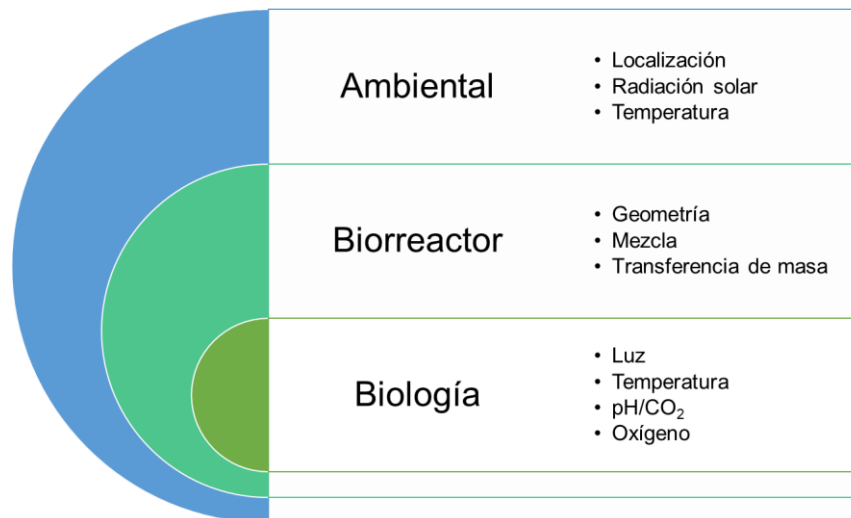 Ambiental
• Localización
• Radiación solar
• Temperatura
Biorreactor
• Geometría
• Mezcla
• Transferencia de masa
Biología
• Luz
• Temperatura
• pH/CO₂
• Oxígeno